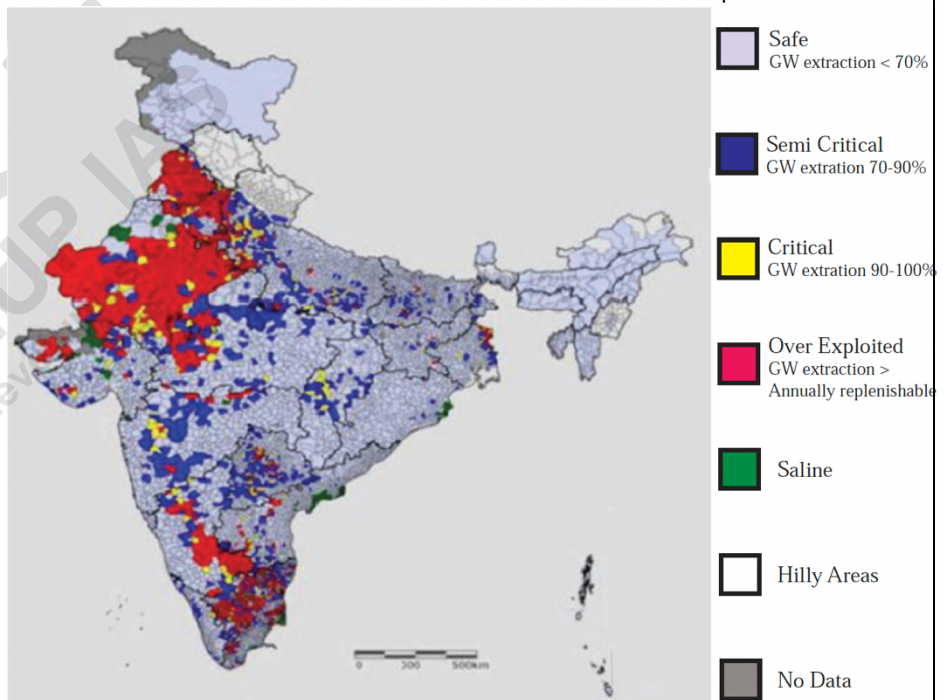 Safe
GW extraction < 70%
Semi Critical
GW extration 70-90%
Critical
GW extration 90-100%
Over Exploited
GW extraction >
Annually replenishable
Saline
Hilly Areas
No Data
0 300 500km